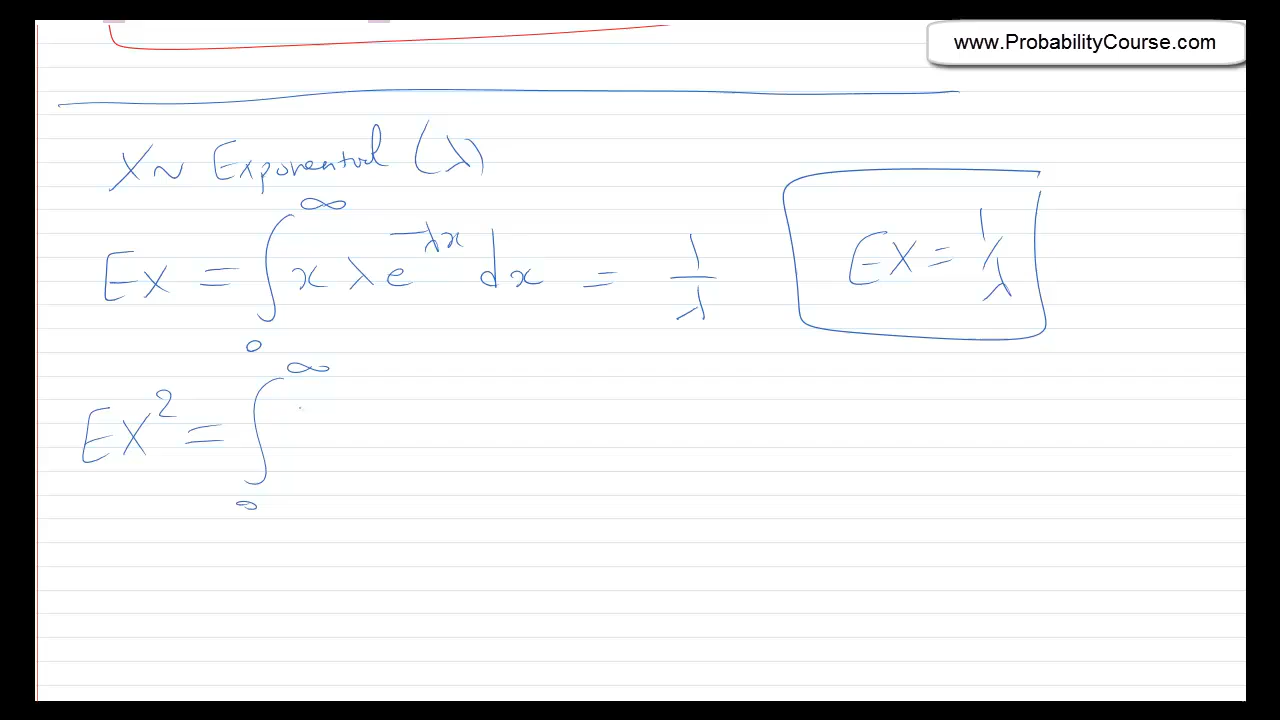 www.ProbabilityCourse.com
X ~ Exponential (λ)
EX = ∫₀^∞ x λ e^{-λx} dx = 1/λ
EX = 1/λ
EX² = ∫₀^∞